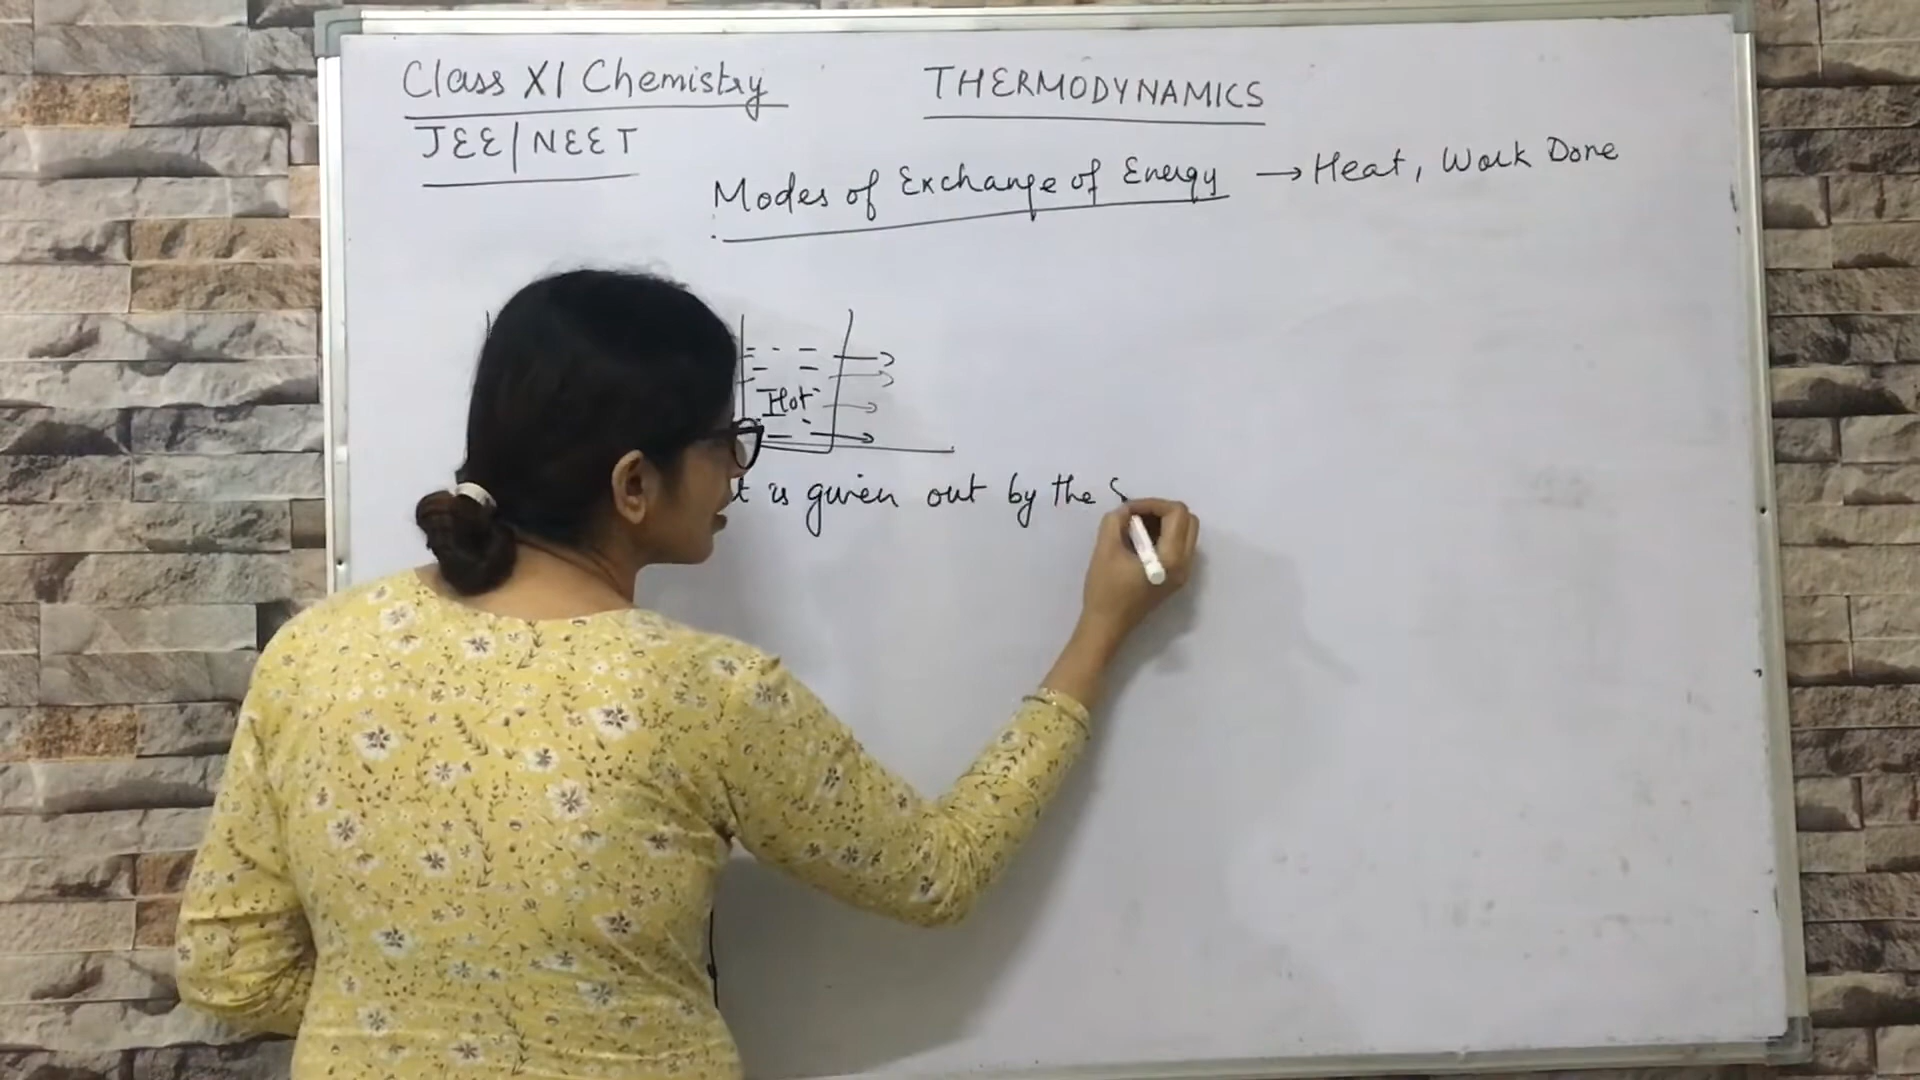 Class XI Chemistry
THERMODYNAMICS
JEE/NEET
Modes of Exchange of Energy → Heat, Work Done
Hot
is given out by the